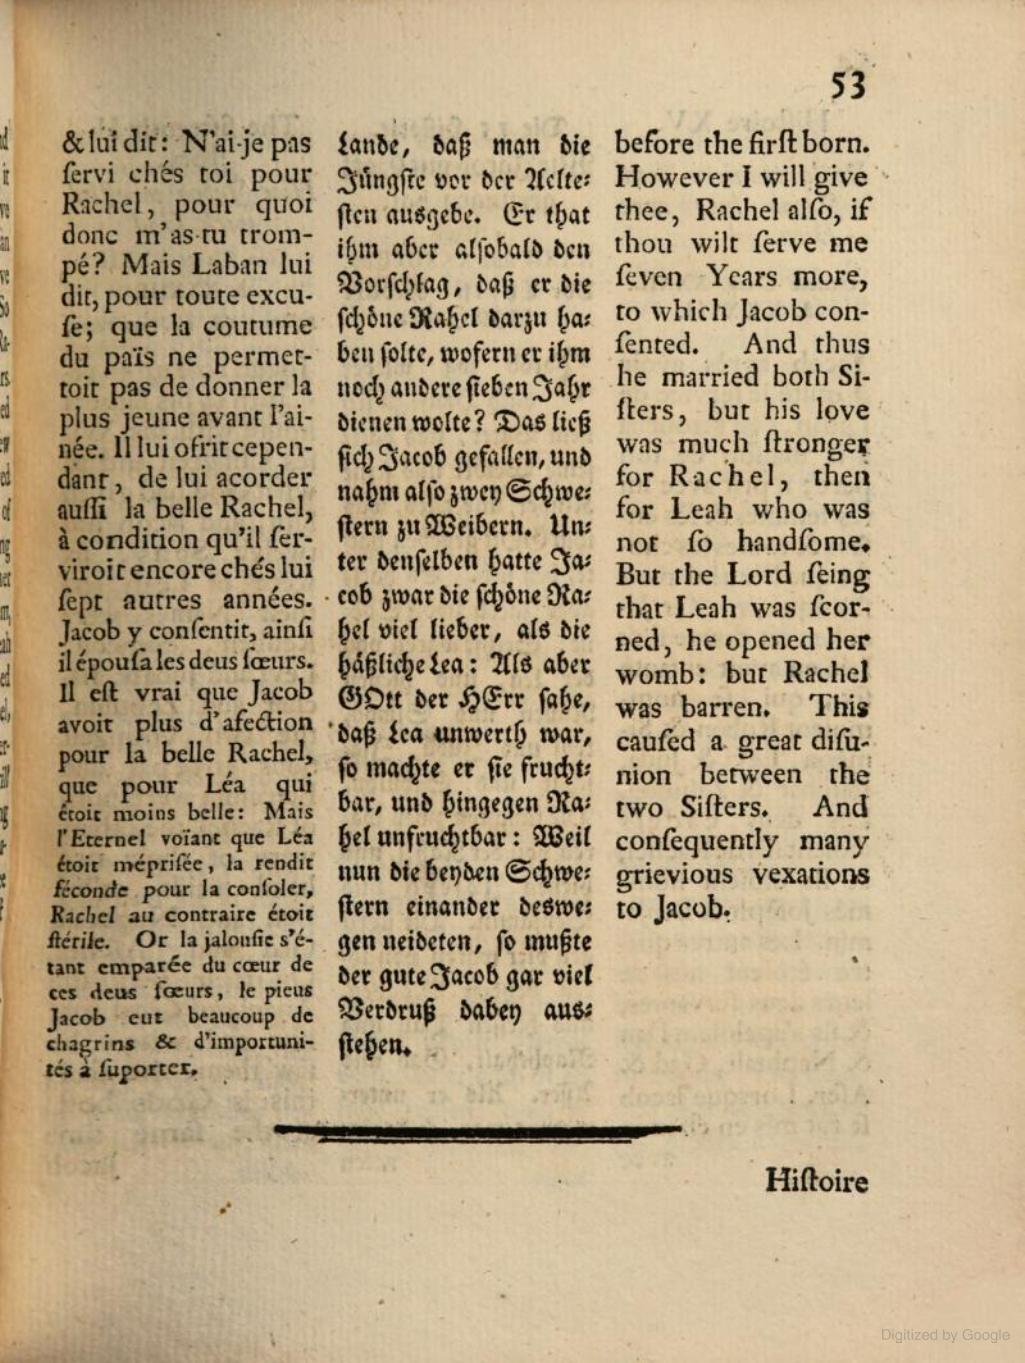 53
& lui dit: N'ai-je pas
ſervi chés toi pour
Rachel, pour quoi
donc m'as-tu trom-
pé? Mais Laban lui
dit, pour toute excu-
ſe; que la coutume
du païs ne permet-
toit pas de donner la
plus jeune avant l'ai-
née. Il lui ofrit cepen-
dant, de lui acorder
auſſi la belle Rachel,
à condition qu'il ſer-
viroit encore chés lui
ſept autres années.
Jacob y conſentit, ainſi
il épouſa les deus ſœurs.
Il eſt vrai que Jacob
avoit plus d'afection
pour la belle Rachel,
que pour Léa qui
étoit moins belle: Mais
l'Eternel voïant que Léa
étoit mépriſée, la rendit
féconde pour la conſoler,
Rachel au contraire étoit
ſtérile. Or la jalouſie s'é-
tant emparée du cœur de
ces deus ſœurs, le pieus
Jacob eut beaucoup de
chagrins & d'importuni-
tés à ſuporter.
Lande, daß man die
Jüngſte vor der Aelte⸗
ſten ausgebe. Er that
ihm aber alſobald den
Vorſchlag, daß er die
ſchöne Rahel darzu ha⸗
ben ſolte, wofern er ihm
noch andere ſieben Jahr
dienen wolte? Das ließ
ſich Jacob gefallen, und
nahm alſo zwey Schwe⸗
ſtern zu Weibern. Un⸗
ter denſelben hatte Ja⸗
cob zwar die ſchöne Ra⸗
hel viel lieber, als die
häßliche Lea: Als aber
GOtt der HErr ſahe,
daß Lea unwerth war,
ſo machte er ſie frucht⸗
bar, und hingegen Ra⸗
hel unfruchtbar: Weil
nun die beyden Schwe⸗
ſtern einander deswe⸗
gen neideten, ſo mußte
der gute Jacob gar viel
Verdruß dabey aus⸗
ſtehen.
before the firſt born.
However I will give
thee, Rachel alſo, if
thou wilt ſerve me
ſeven Years more,
to which Jacob con-
ſented. And thus
he married both Si-
ſters, but his love
was much ſtronger
for Rachel, then
for Leah who was
not ſo handſome.
But the Lord ſeing
that Leah was ſcor-
ned, he opened her
womb: but Rachel
was barren. This
cauſed a great diſu-
nion between the
two Siſters. And
conſequently many
grievious vexations
to Jacob.
Hiſtoire
Digitized by Google